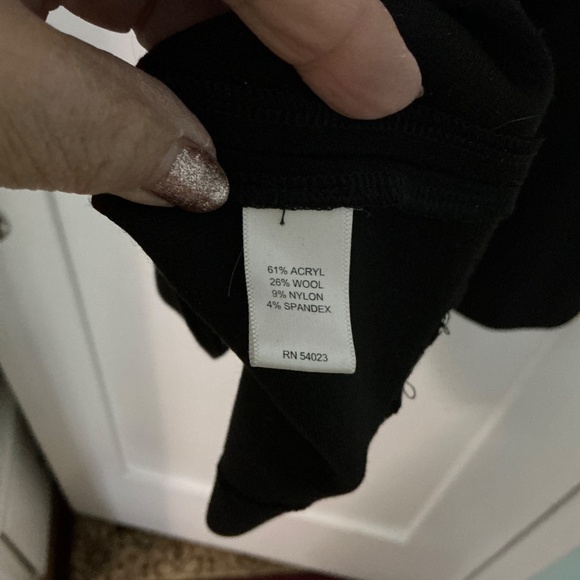 61% ACRYL
26% WOOL
9% NYLON
4% SPANDEX
RN 54023